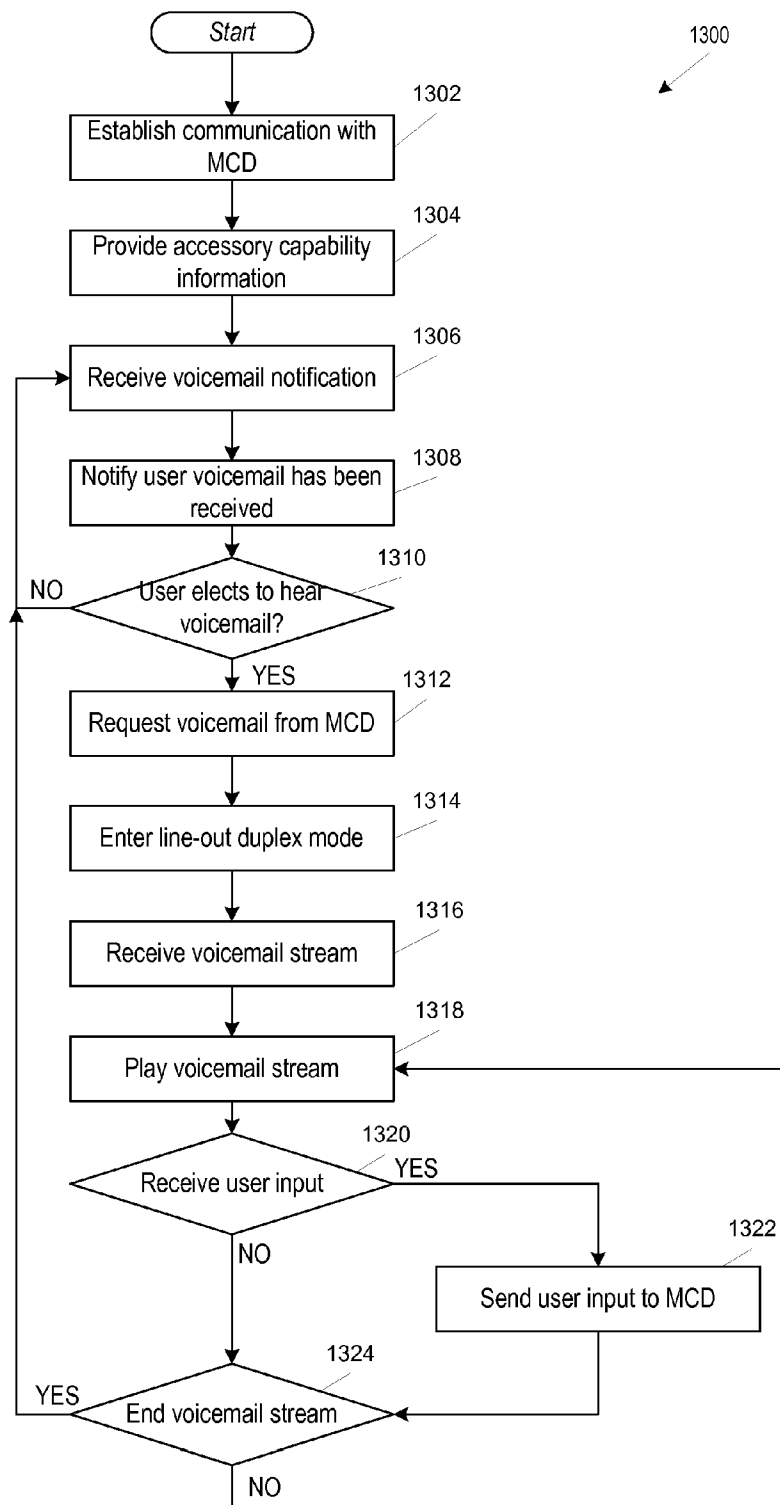 Start
1300
1302
Establish communication with
MCD
1304
Provide accessory capability
information
1306
Receive voicemail notification
1308
Notify user voicemail has been
received
1310
NO
User elects to hear
voicemail?
YES
1312
Request voicemail from MCD
1314
Enter line-out duplex mode
1316
Receive voicemail stream
1318
Play voicemail stream
1320
YES
Receive user input
NO
1322
Send user input to MCD
1324
YES
End voicemail stream
NO